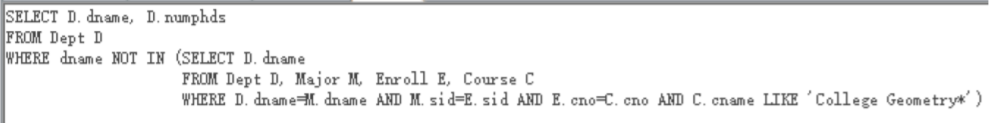 SELECT D.dname, D.numphds
FROM Dept D
WHERE dname NOT IN (SELECT D.dname
FROM Dept D, Major M, Enroll E, Course C
WHERE D.dname=M.dname AND M.sid=E.sid AND E.cno=C.cno AND C.cname LIKE 'College Geometry*')